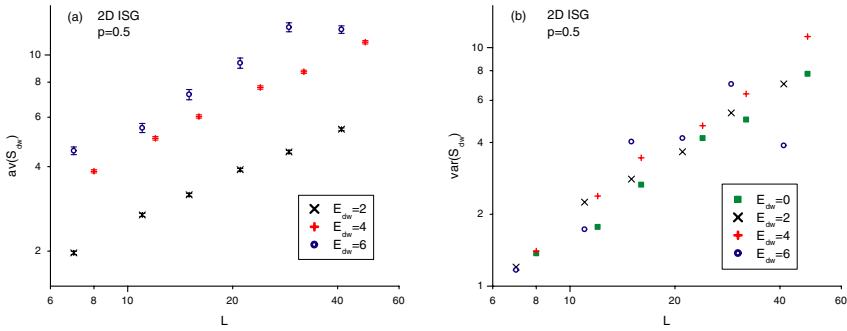 (a)
2D ISG
p=0.5
10
8
6
4
2
av(S_dw)
E_dw=2
E_dw=4
E_dw=6
6
8
10
20
40
60
L
(b)
2D ISG
p=0.5
10
8
6
4
2
1
var(S_dw)
E_dw=0
E_dw=2
E_dw=4
E_dw=6
6
8
10
20
40
60
L